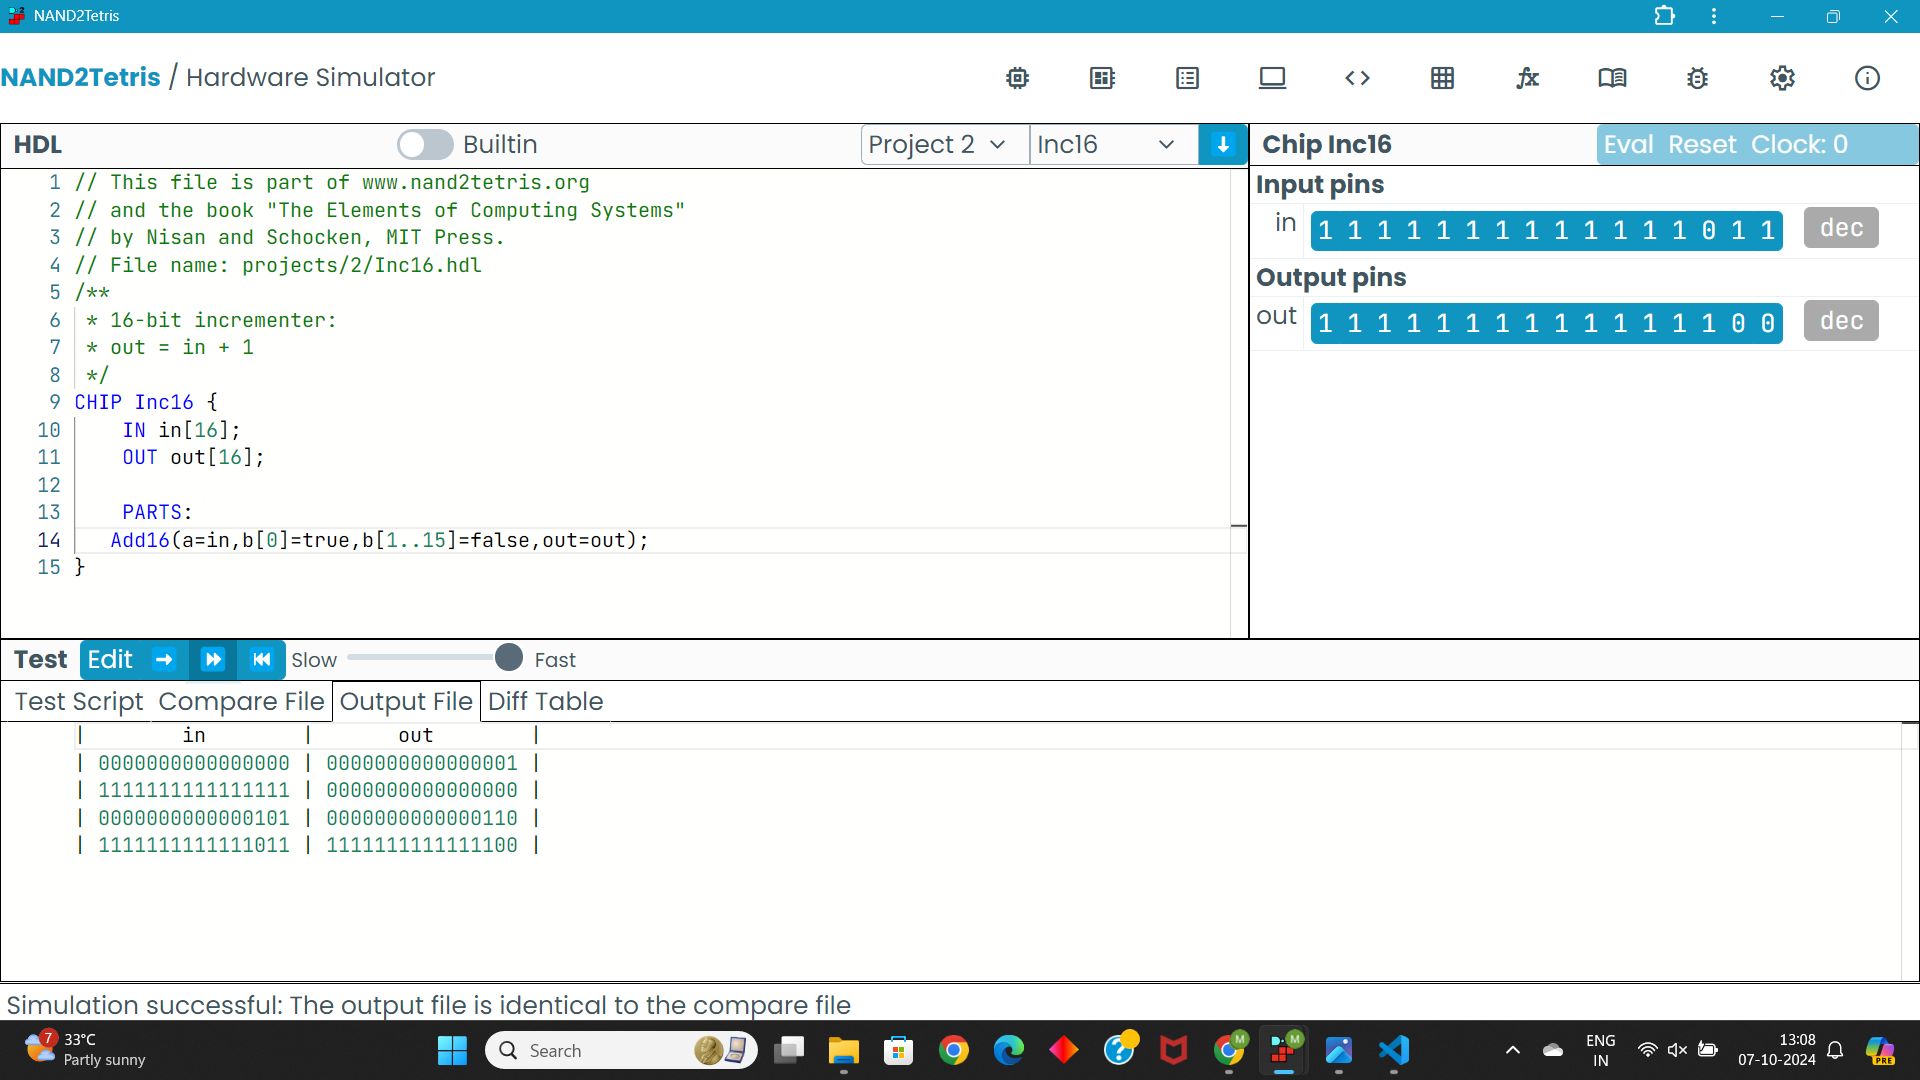 NAND2Tetris
NAND2Tetris / Hardware Simulator
HDL Builtin Project 2 Inc16
1 // This file is part of www.nand2tetris.org
2 // and the book "The Elements of Computing Systems"
3 // by Nisan and Schocken, MIT Press.
4 // File name: projects/2/Inc16.hdl
5 /**
6 * 16-bit incrementer:
7 * out = in + 1
8 */
9 CHIP Inc16 {
10 IN in[16];
11 OUT out[16];
12
13 PARTS:
14 Add16(a=in,b[0]=true,b[1..15]=false,out=out);
15 }
Chip Inc16 Eval Reset Clock: 0
Input pins
in 1 1 1 1 1 1 1 1 1 1 1 1 1 0 1 1 dec
Output pins
out 1 1 1 1 1 1 1 1 1 1 1 1 1 1 0 0 dec
Test Edit Slow Fast
Test Script Compare File Output File Diff Table
| in | out |
| 0000000000000000 | 0000000000000001 |
| 1111111111111111 | 0000000000000000 |
| 0000000000000101 | 0000000000000110 |
| 1111111111111011 | 1111111111111100 |
Simulation successful: The output file is identical to the compare file
7 33°C
Partly sunny
Search
M M
ENG
IN
13:08
07-10-2024
PRE